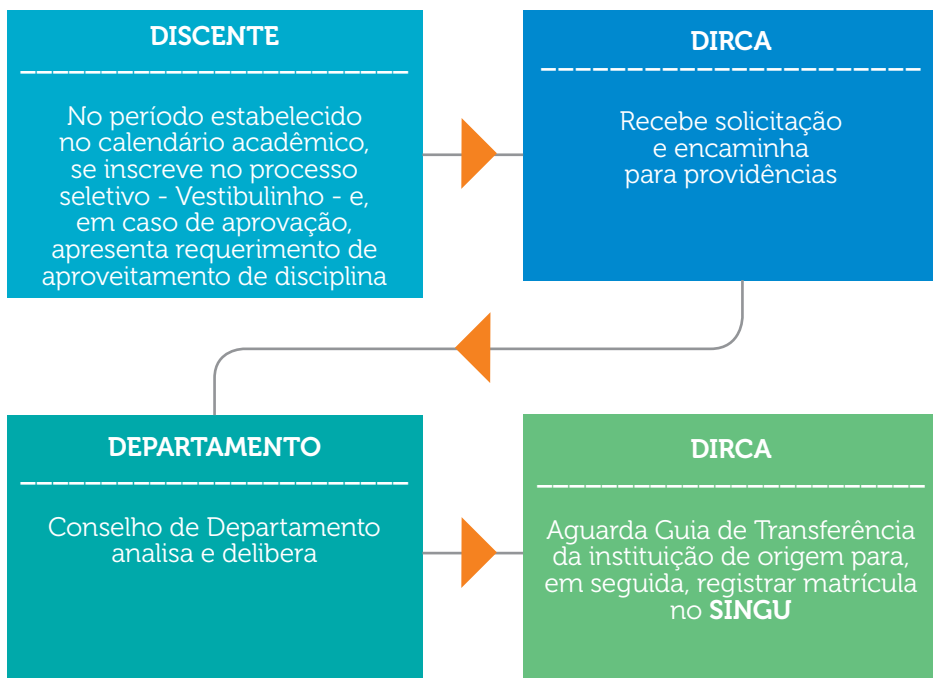 DISCENTE
No período estabelecido
no calendário acadêmico,
se inscreve no processo
seletivo - Vestibulinho - e,
em caso de aprovação,
apresenta requerimento de
aproveitamento de disciplina
DIRCA
Recebe solicitação
e encaminha
para providências
DEPARTAMENTO
Conselho de Departamento
analisa e delibera
DIRCA
Aguarda Guia de Transferência
da instituição de origem para,
em seguida, registrar matrícula
no SINGU